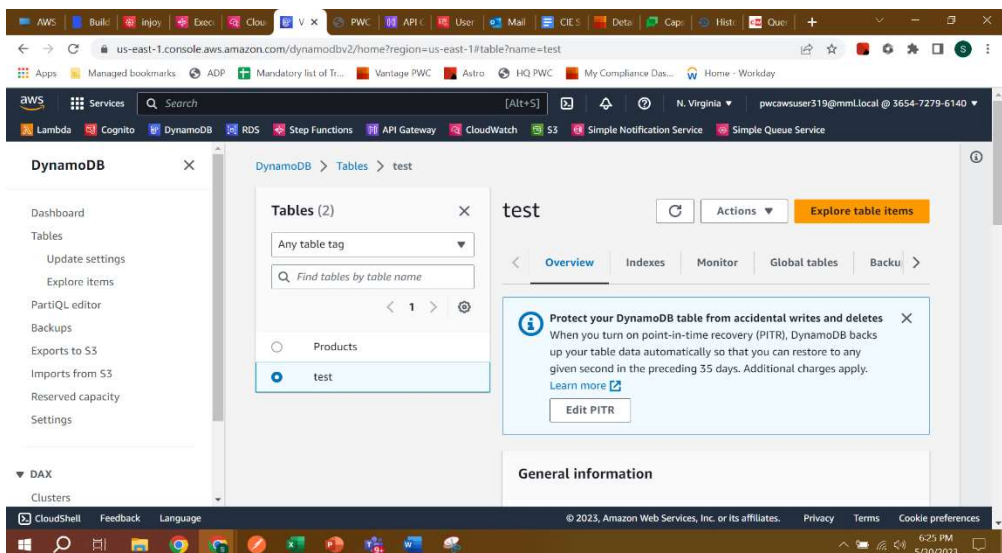 AWS Build injoy Exec Clou V PWC API C User Mail CIE S Detai Caps Histo Quer
us-east-1.console.aws.amazon.com/dynamodbv2/home?region=us-east-1#table?name=test
Apps Managed bookmarks ADP Mandatory list of Tr... Vantage PWC Astro HQ PWC My Compliance Das... Home - Workday
aws Services Search [Alt+S] N. Virginia pwcawsuser319@mml.local @ 3654-7279-6140
Lambda Cognito DynamoDB RDS Step Functions API Gateway CloudWatch S3 Simple Notification Service Simple Queue Service
DynamoDB
Dashboard
Tables
Update settings
Explore items
PartiQL editor
Backups
Exports to S3
Imports from S3
Reserved capacity
Settings
DAX
Clusters
DynamoDB > Tables > test
Tables (2)
Any table tag
Find tables by table name
1
Products
test
test
Actions Explore table items
Overview Indexes Monitor Global tables Backu
Protect your DynamoDB table from accidental writes and deletes
When you turn on point-in-time recovery (PITR), DynamoDB backs
up your table data automatically so that you can restore to any
given second in the preceding 35 days. Additional charges apply.
Learn more
Edit PITR
General information
CloudShell Feedback Language © 2023, Amazon Web Services, Inc. or its affiliates. Privacy Terms Cookie preferences
6:25 PM
5/30/2023